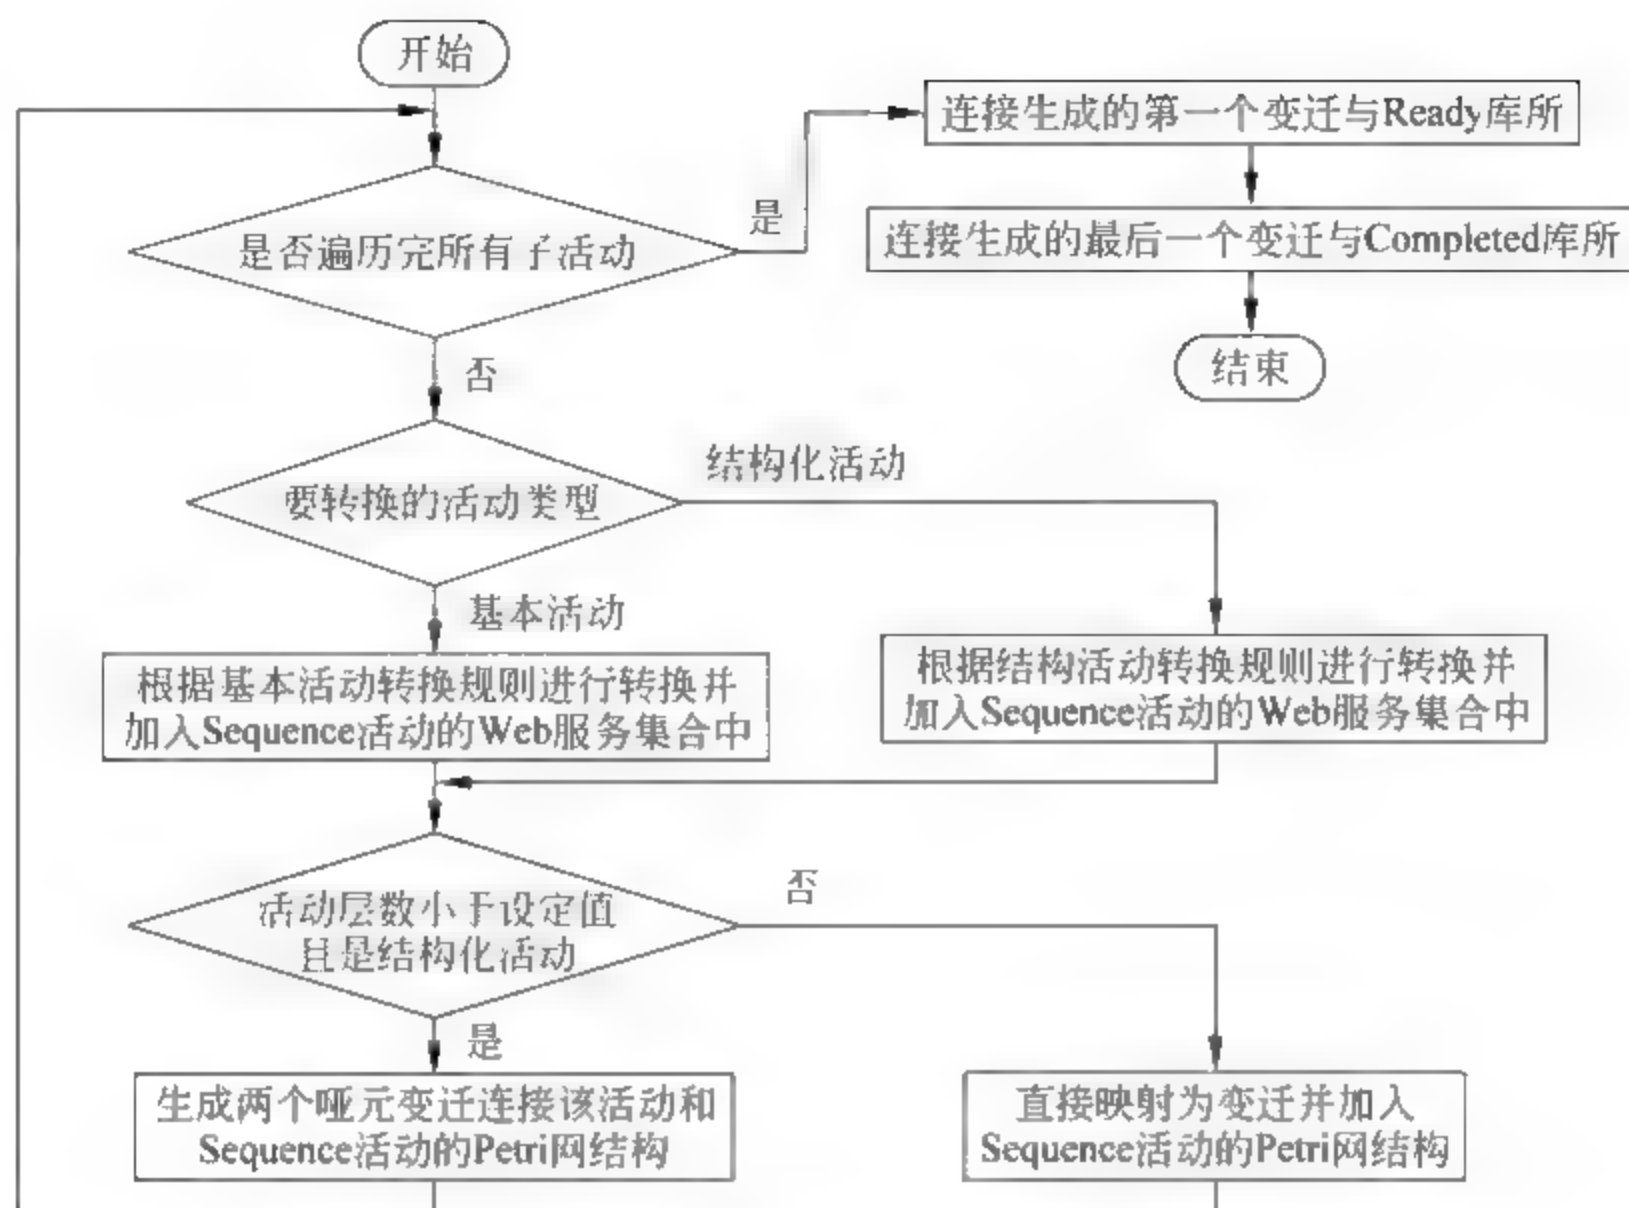 开始
连接生成的第一个变迁与Ready库所
是
连接生成的最后一个变迁与Completed库所
是否遍历完所有子活动
结束
否
结构化活动
要转换的活动类型
基本活动
根据基本活动转换规则进行转换并
加入Sequence活动的Web服务集合中
根据结构活动转换规则进行转换并
加入Sequence活动的Web服务集合中
否
活动层数小于设定值
且是结构化活动
是
生成两个哑元变迁连接该活动和
Sequence活动的Petri网结构
直接映射为变迁并加入
Sequence活动的Petri网结构